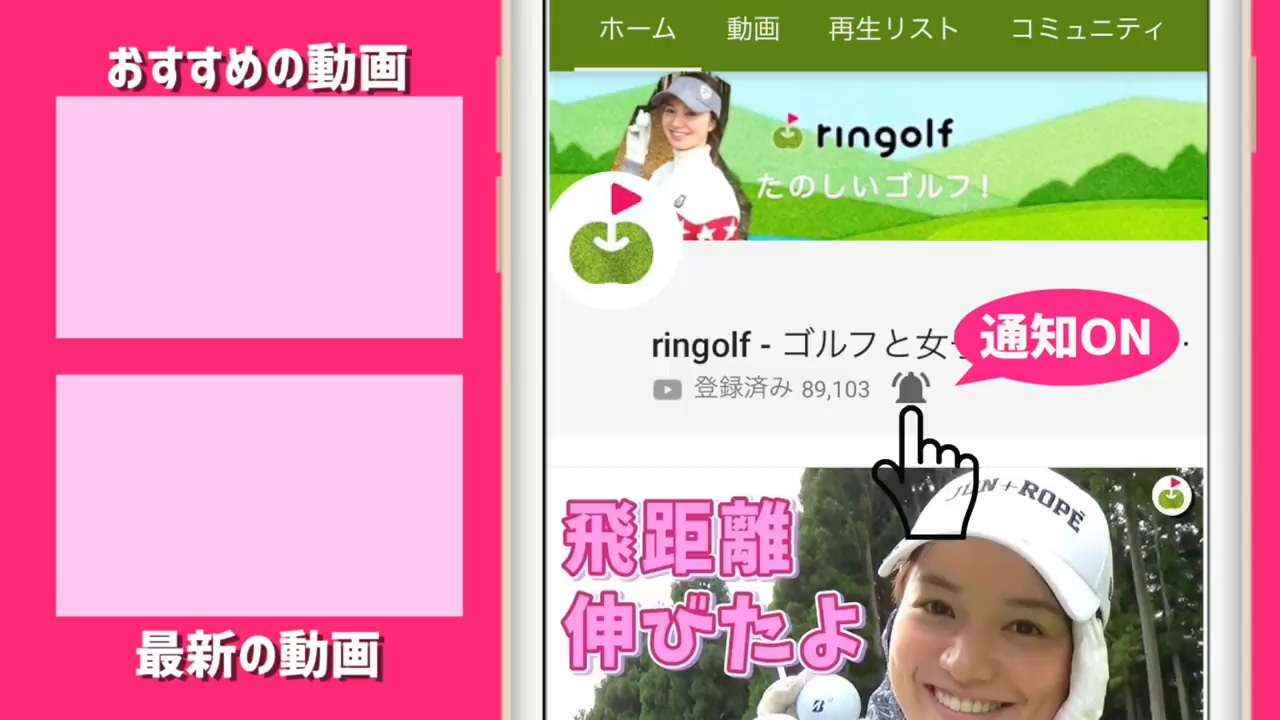 おすすめの動画
最新の動画
ホーム 動画 再生リスト コミュニティ
ringolf
たのしいゴルフ!
ringolf - ゴルフと女
通知ON
登録済み 89,103
JUN+ROPÉ
飛距離
伸びたよ
B